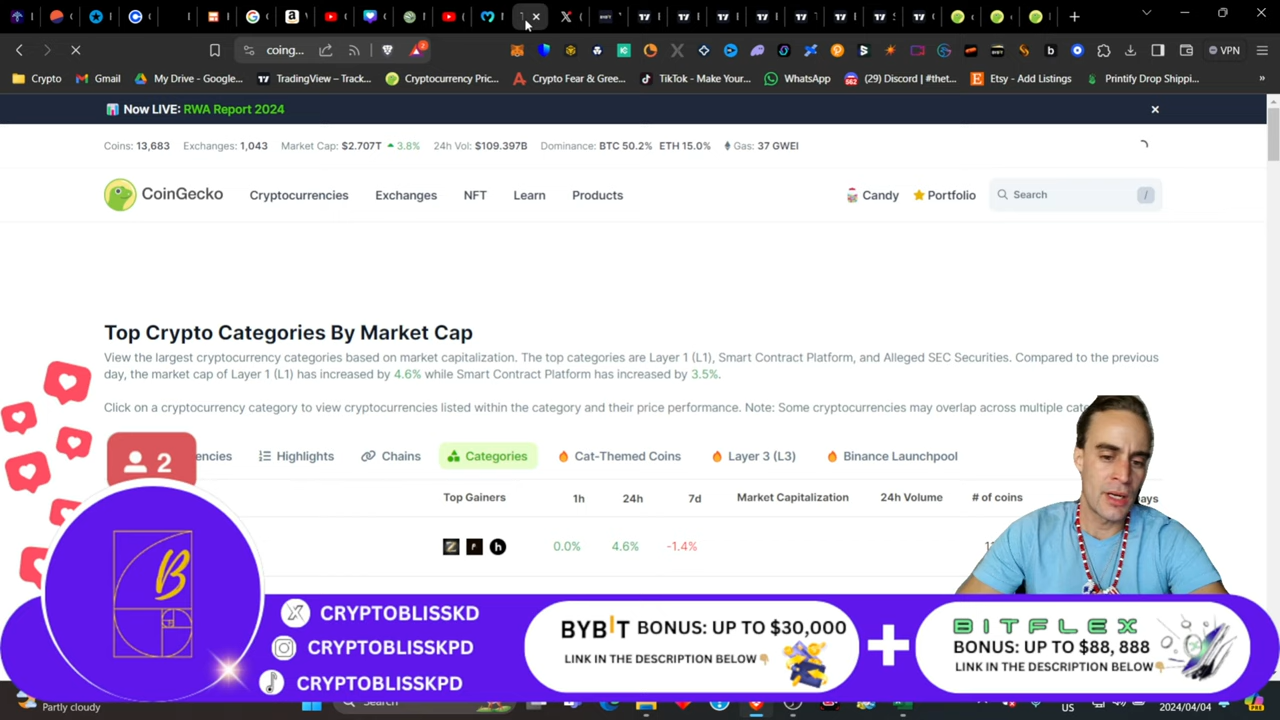 coing...
2
VPN
Crypto
Gmail
My Drive - Google...
TradingView – Track...
Cryptocurrency Pric...
Crypto Fear & Gree...
TikTok - Make Your...
WhatsApp
(29) Discord | #thet...
Etsy - Add Listings
Printify Drop Shippi...
»
Now LIVE: RWA Report 2024
Coins: 13,683 Exchanges: 1,043 Market Cap: $2.707T 3.8% 24h Vol: $109.397B Dominance: BTC 50.2% ETH 15.0% Gas: 37 GWEI
CoinGecko
Cryptocurrencies
Exchanges
NFT
Learn
Products
Candy
Portfolio
Search
/
Top Crypto Categories By Market Cap
View the largest cryptocurrency categories based on market capitalization. The top categories are Layer 1 (L1), Smart Contract Platform, and Alleged SEC Securities. Compared to the previous
day, the market cap of Layer 1 (L1) has increased by 4.6% while Smart Contract Platform has increased by 3.5%.
Click on a cryptocurrency category to view cryptocurrencies listed within the category and their price performance. Note: Some cryptocurrencies may overlap across multiple cate
encies
Highlights
Chains
Categories
Cat-Themed Coins
Layer 3 (L3)
Binance Launchpool
Top Gainers 1h 24h 7d Market Capitalization 24h Volume # of coins ays
0.0% 4.6% -1.4%
2
B
CRYPTOBLISSKD
CRYPTOBLISSKPD
CRYPTOBLISSKPD
BYBIT BONUS: UP TO $30,000
LINK IN THE DESCRIPTION BELOW
+
BITFLEX
BONUS: UP TO $88, 888
LINK IN THE DESCRIPTION BELOW
Partly cloudy
Search
US
2024/04/04